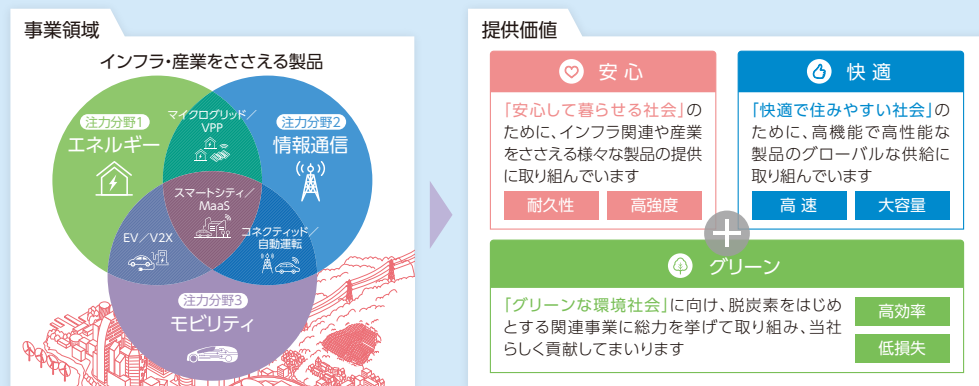 事業領域
インフラ・産業をささえる製品
注力分野1
エネルギー
マイクログリッド／
VPP
注力分野2
情報通信
スマートシティ／
MaaS
EV／V2X
コネクティッド／
自動運転
注力分野3
モビリティ
提供価値
安心
「安心して暮らせる社会」の
ために、インフラ関連や産業
をささえる様々な製品の提供
に取り組んでいます
耐久性
高強度
快適
「快適で住みやすい社会」の
ために、高機能で高性能な
製品のグローバルな供給に
取り組んでいます
高速
大容量
グリーン
「グリーンな環境社会」に向け、脱炭素をはじめ
とする関連事業に総力を挙げて取り組み、当社
らしく貢献してまいります
高効率
低損失